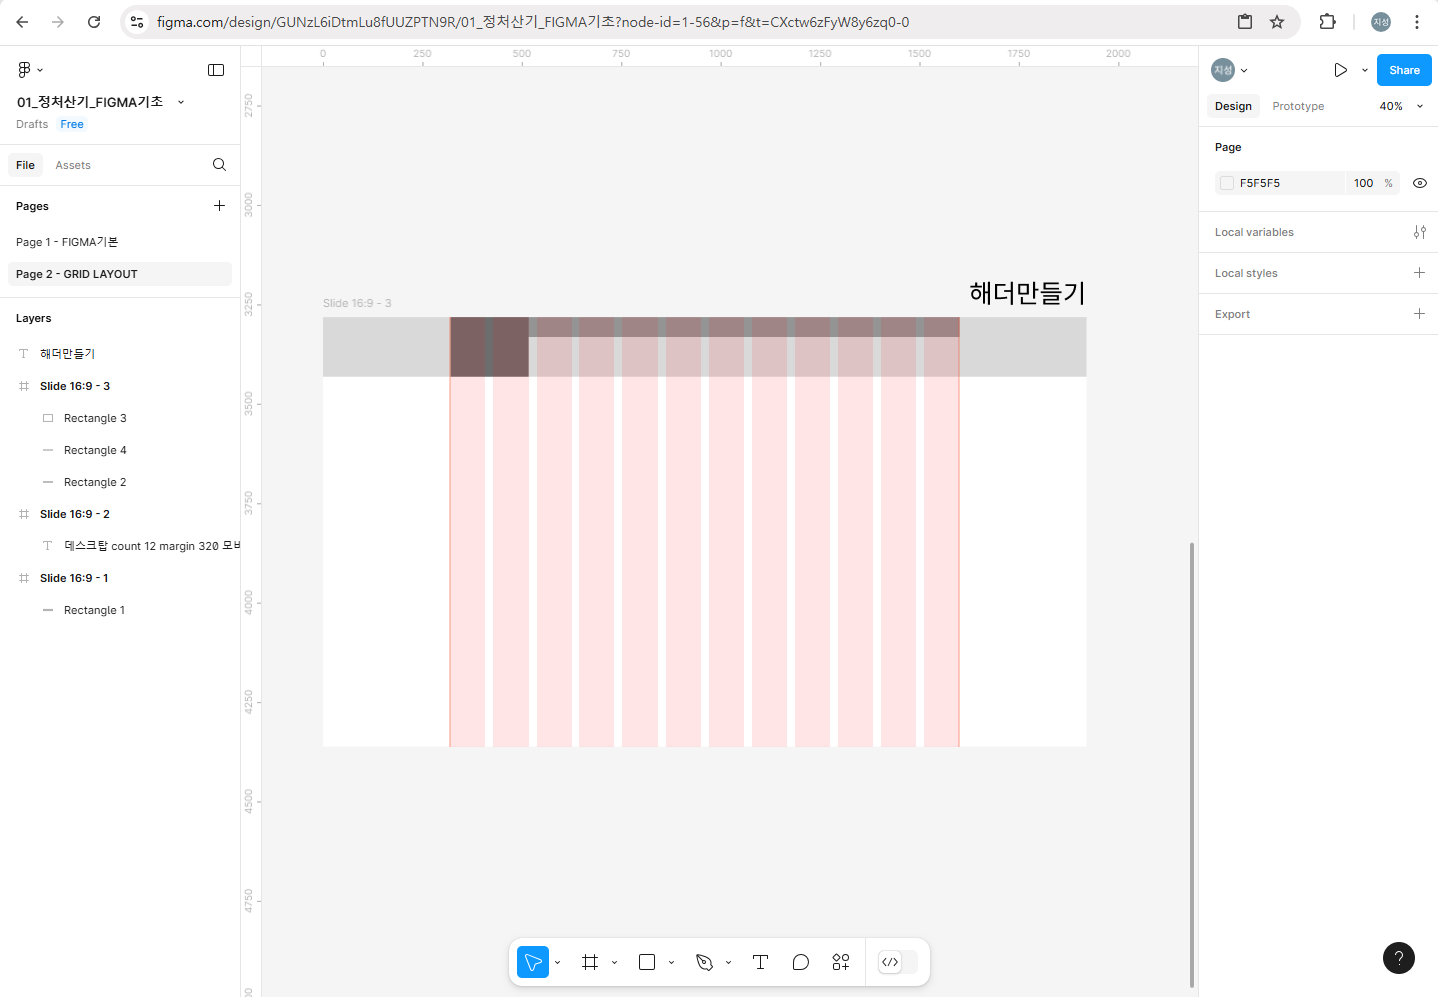 figma.com/design/GUNzL6iDtmLu8fUUZPTN9R/01_정처산기_FIGMA기초?node-id=1-56&p=f&t=CXctw6zFyW8y6zq0-0
지성
01_정처산기_FIGMA기초
Drafts Free
File Assets
Pages
Page 1 - FIGMA기본
Page 2 - GRID LAYOUT
Layers
해더만들기
Slide 16:9 - 3
Rectangle 3
Rectangle 4
Rectangle 2
Slide 16:9 - 2
데스크탑 count 12 margin 320 모바
Slide 16:9 - 1
Rectangle 1
0 250 500 750 1000 1250 1500 1750 2000
2750
3000
3250
3500
3750
4000
4250
4500
4750
Slide 16:9 - 3
해더만들기
지성
Share
Design Prototype 40%
Page
F5F5F5 100 %
Local variables
Local styles
Export
?